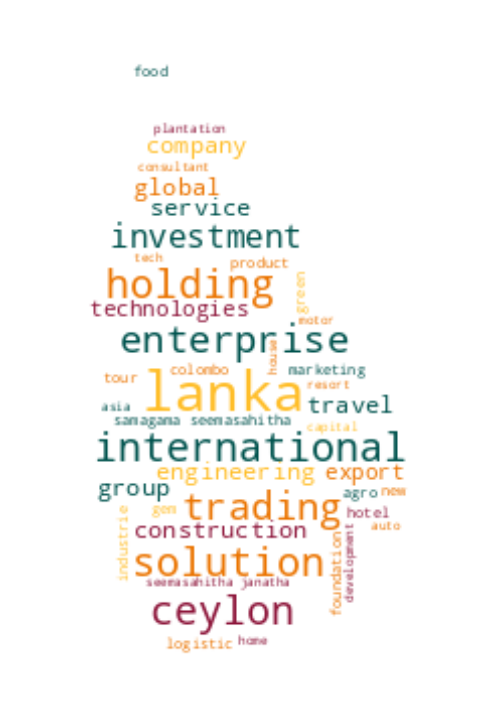 food
plantation
company
consultant
global
service
investment
tech
product
holding
green
technologies
motor
enterprise
house
marketing
colombo
tour
lanka
resort
asia
travel
samagama seemasahitha
capital
international
engineering export
group
agro new
gem
trading
hotel
industrie
construction
auto
foundation
development
solution
seemasahitha janatha
ceylon
logistic
home